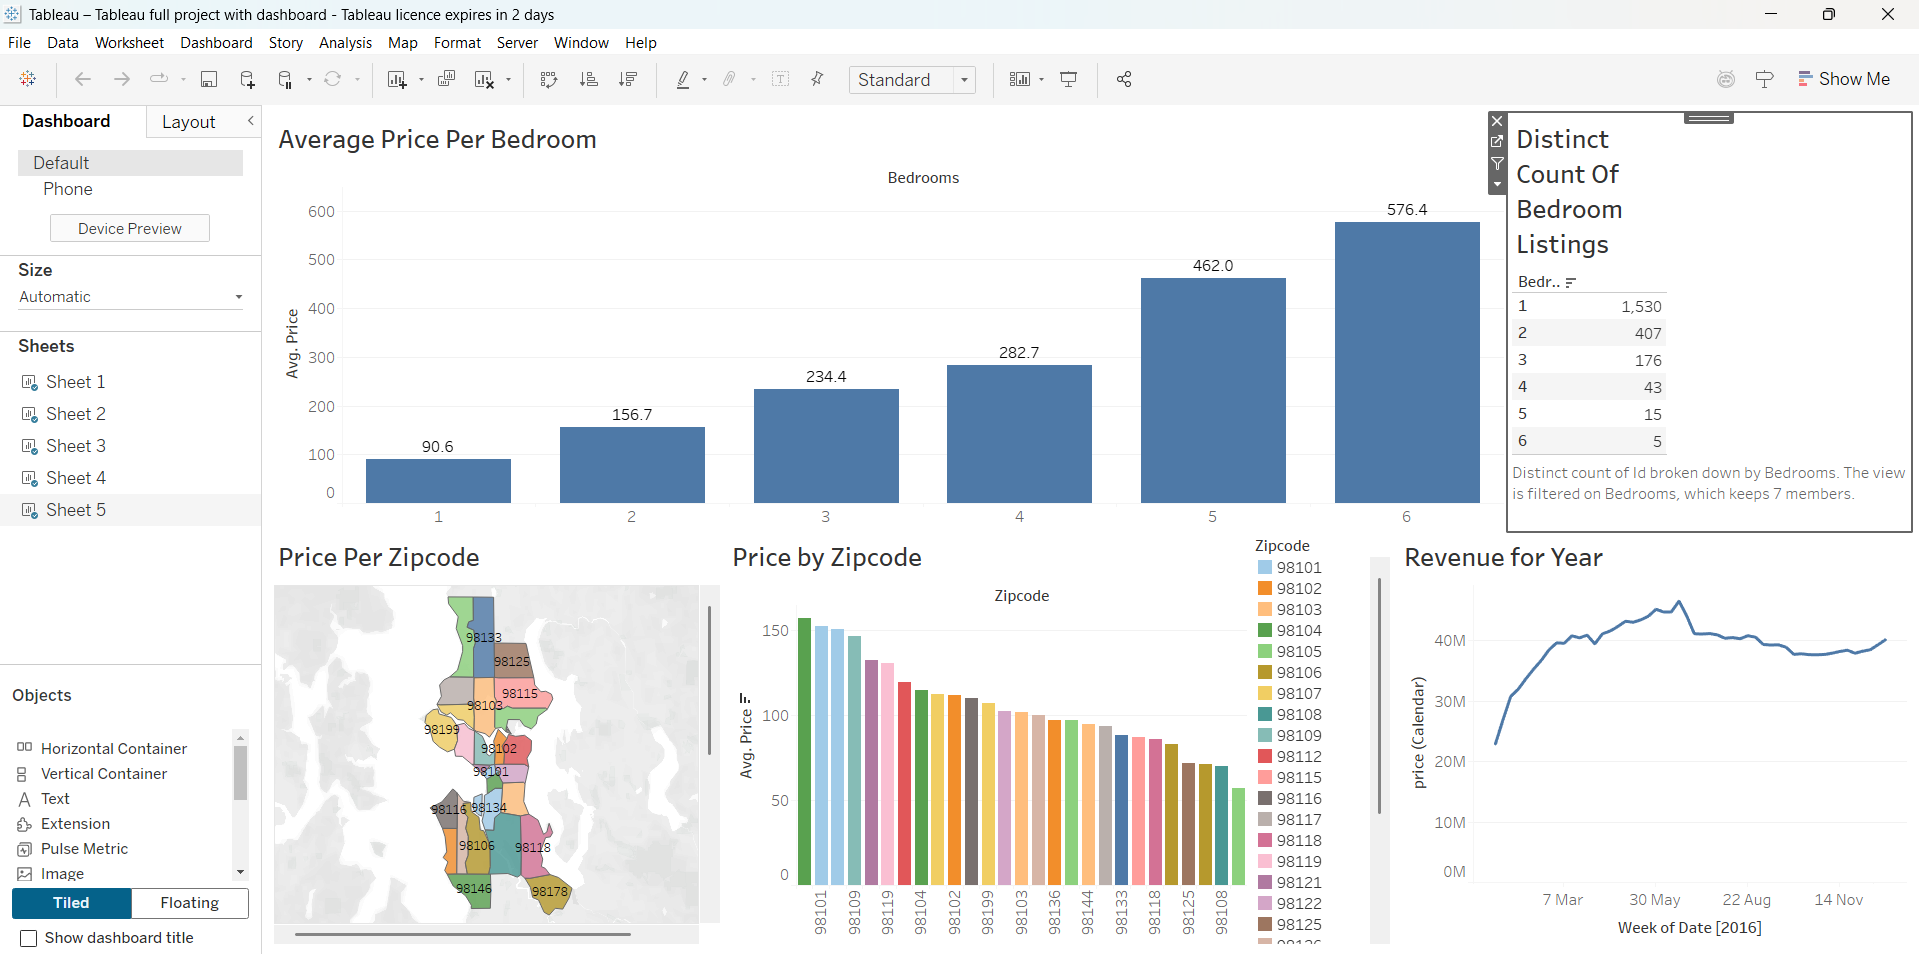 Tableau – Tableau full project with dashboard - Tableau licence expires in 2 days
File Data Worksheet Dashboard Story Analysis Map Format Server Window Help
Standard
Show Me
Dashboard Layout
Default
Phone
Device Preview
Size
Automatic
Sheets
Sheet 1
Sheet 2
Sheet 3
Sheet 4
Sheet 5
Objects
Horizontal Container
Vertical Container
Text
Extension
Pulse Metric
Image
Tiled Floating
Show dashboard title
Average Price Per Bedroom
Bedrooms
Avg. Price
600
500
400
300
200
100
0
90.6
156.7
234.4
282.7
462.0
576.4
1 2 3 4 5 6
Distinct
Count Of
Bedroom
Listings
Bedr..
1 1,530
2 407
3 176
4 43
5 15
6 5
Distinct count of Id broken down by Bedrooms. The view
is filtered on Bedrooms, which keeps 7 members.
Price Per Zipcode
98133
98125
98115
98103
98199
98102
98101
98116 98134
98106 98118
98146
98178
Price by Zipcode
Zipcode
Avg. Price
150
100
50
0
98101 98109 98119 98104 98102 98199 98103 98136 98144 98133 98118 98125 98108
Zipcode
98101
98102
98103
98104
98105
98106
98107
98108
98109
98112
98115
98116
98117
98118
98119
98121
98122
98125
98126
Revenue for Year
price (Calendar)
40M
30M
20M
10M
0M
7 Mar 30 May 22 Aug 14 Nov
Week of Date [2016]